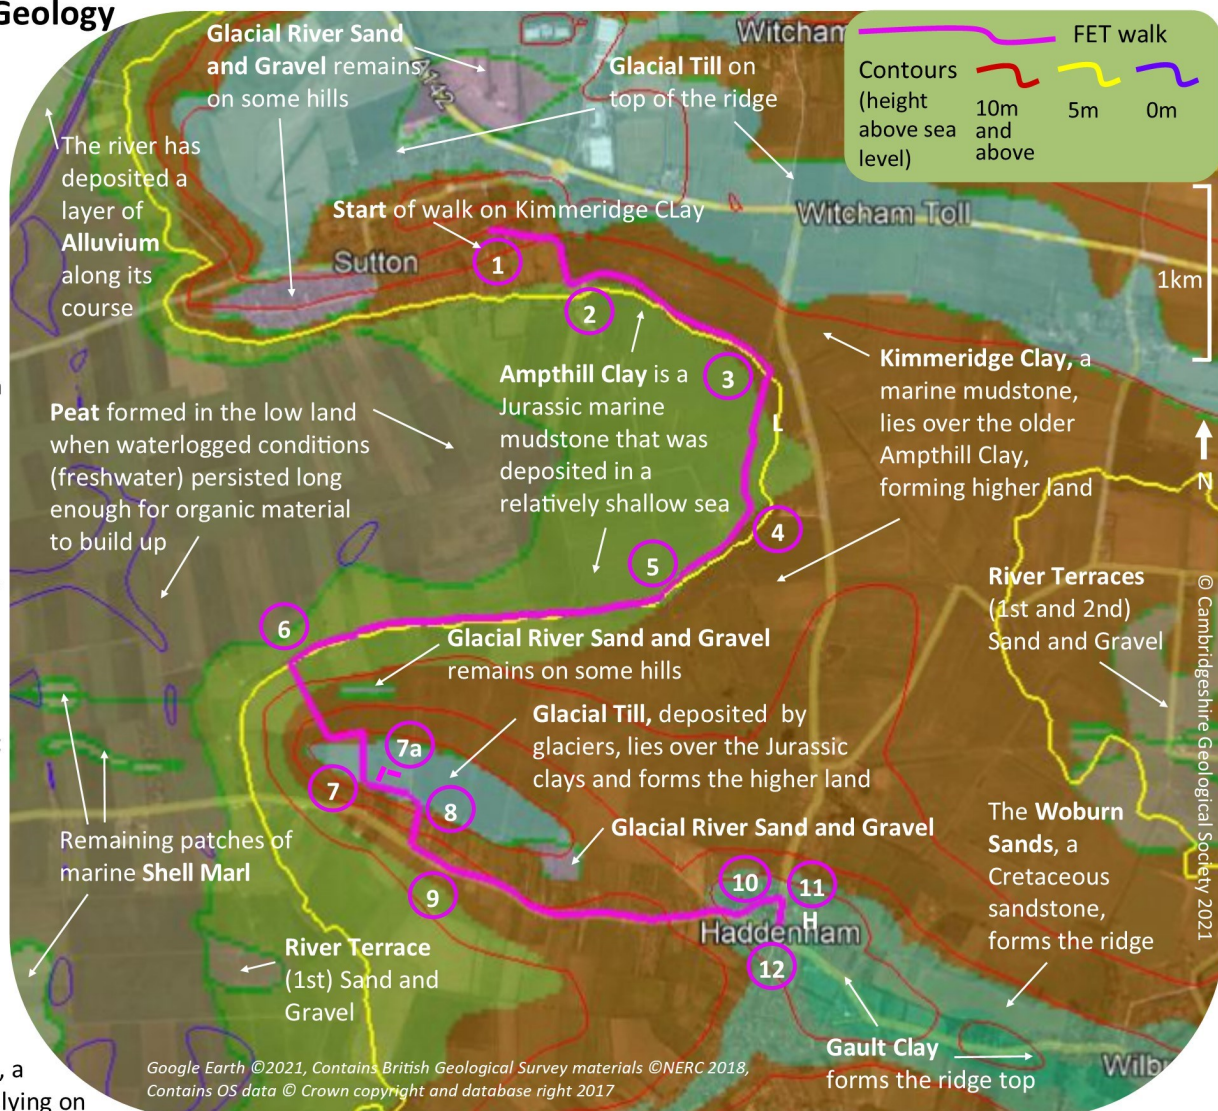 Geology
Glacial River Sand
and Gravel remains
on some hills
A142
Glacial Till on
top of the ridge
Witcham
FET walk
Contours
(height
above sea
level)
10m
and
above
5m
0m
The river has
deposited a
layer of
Alluvium
along its
course
Start of walk on Kimmeridge CLay
Witcham Toll
Sutton
1
2
3
1km
Kimmeridge Clay, a
marine mudstone,
lies over the older
Ampthill Clay,
forming higher land
Ampthill Clay is a
Jurassic marine
mudstone that was
deposited in a
relatively shallow sea
Peat formed in the low land
when waterlogged conditions
(freshwater) persisted long
enough for organic material
to build up
L
N
4
5
6
River Terraces
(1st and 2nd)
Sand and Gravel
© Cambridgeshire Geological Society 2021
Glacial River Sand and Gravel
remains on some hills
Glacial Till, deposited by
glaciers, lies over the Jurassic
clays and forms the higher land
7a
7
8
Glacial River Sand and Gravel
The Woburn
Sands, a
Cretaceous
sandstone,
forms the ridge
Remaining patches of
marine Shell Marl
9
10
11
H
Haddenham
12
River Terrace
(1st) Sand and
Gravel
Gault Clay
forms the ridge top
Google Earth ©2021, Contains British Geological Survey materials ©NERC 2018,
Contains OS data © Crown copyright and database right 2017
, a
lying on